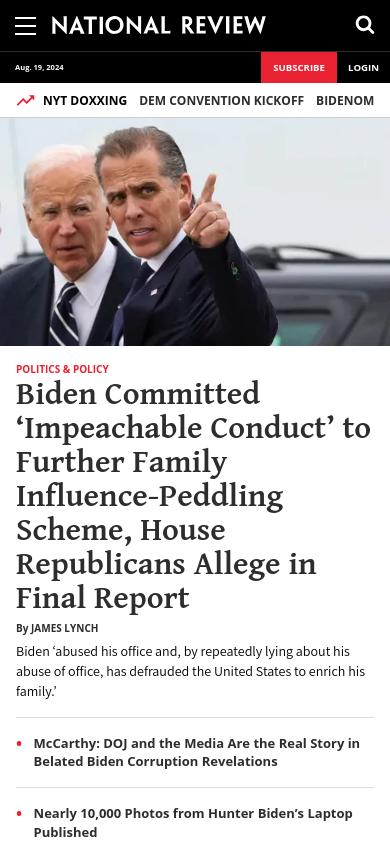 NATIONAL REVIEW
Aug. 19, 2024
SUBSCRIBE
LOGIN
NYT DOXXING DEM CONVENTION KICKOFF BIDENOM
POLITICS & POLICY
Biden Committed
‘Impeachable Conduct’ to
Further Family
Influence-Peddling
Scheme, House
Republicans Allege in
Final Report
By JAMES LYNCH
Biden ‘abused his office and, by repeatedly lying about his
abuse of office, has defrauded the United States to enrich his
family.’
• McCarthy: DOJ and the Media Are the Real Story in
Belated Biden Corruption Revelations
• Nearly 10,000 Photos from Hunter Biden’s Laptop
Published